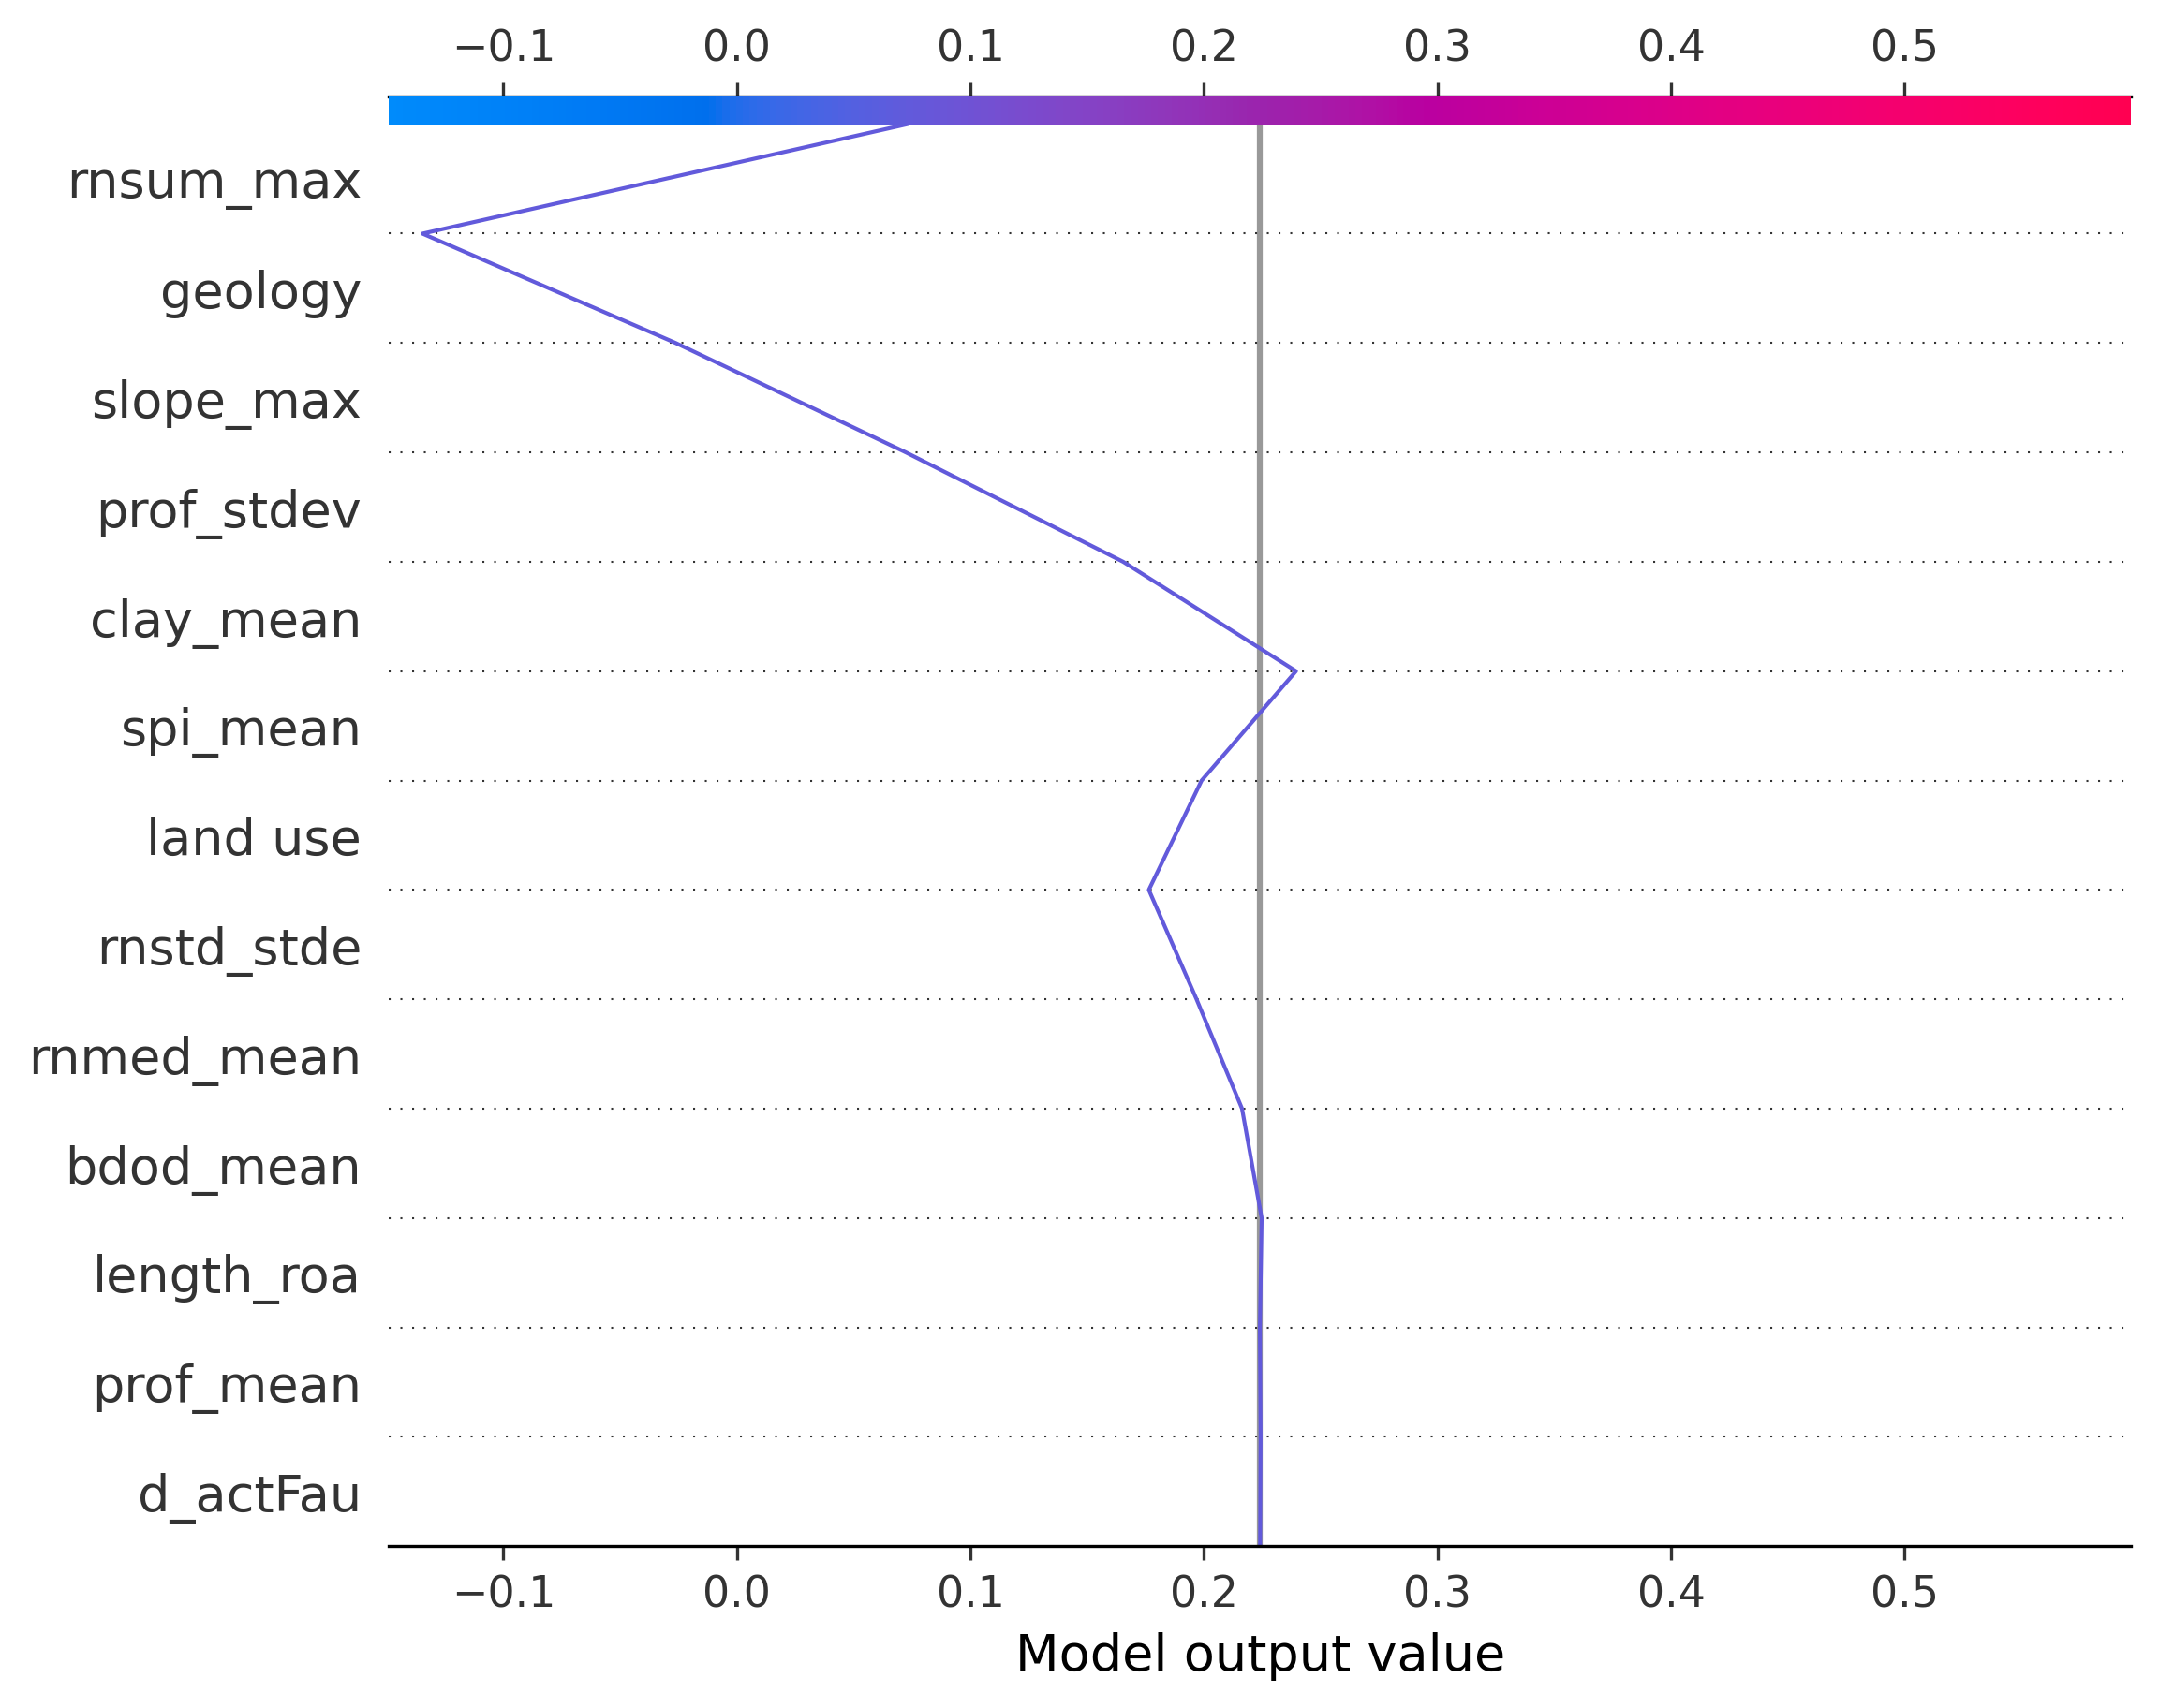 −0.1 0.0 0.1 0.2 0.3 0.4 0.5
rnsum_max
geology
slope_max
prof_stdev
clay_mean
spi_mean
land use
rnstd_stde
rnmed_mean
bdod_mean
length_roa
prof_mean
d_actFau
−0.1 0.0 0.1 0.2 0.3 0.4 0.5
Model output value